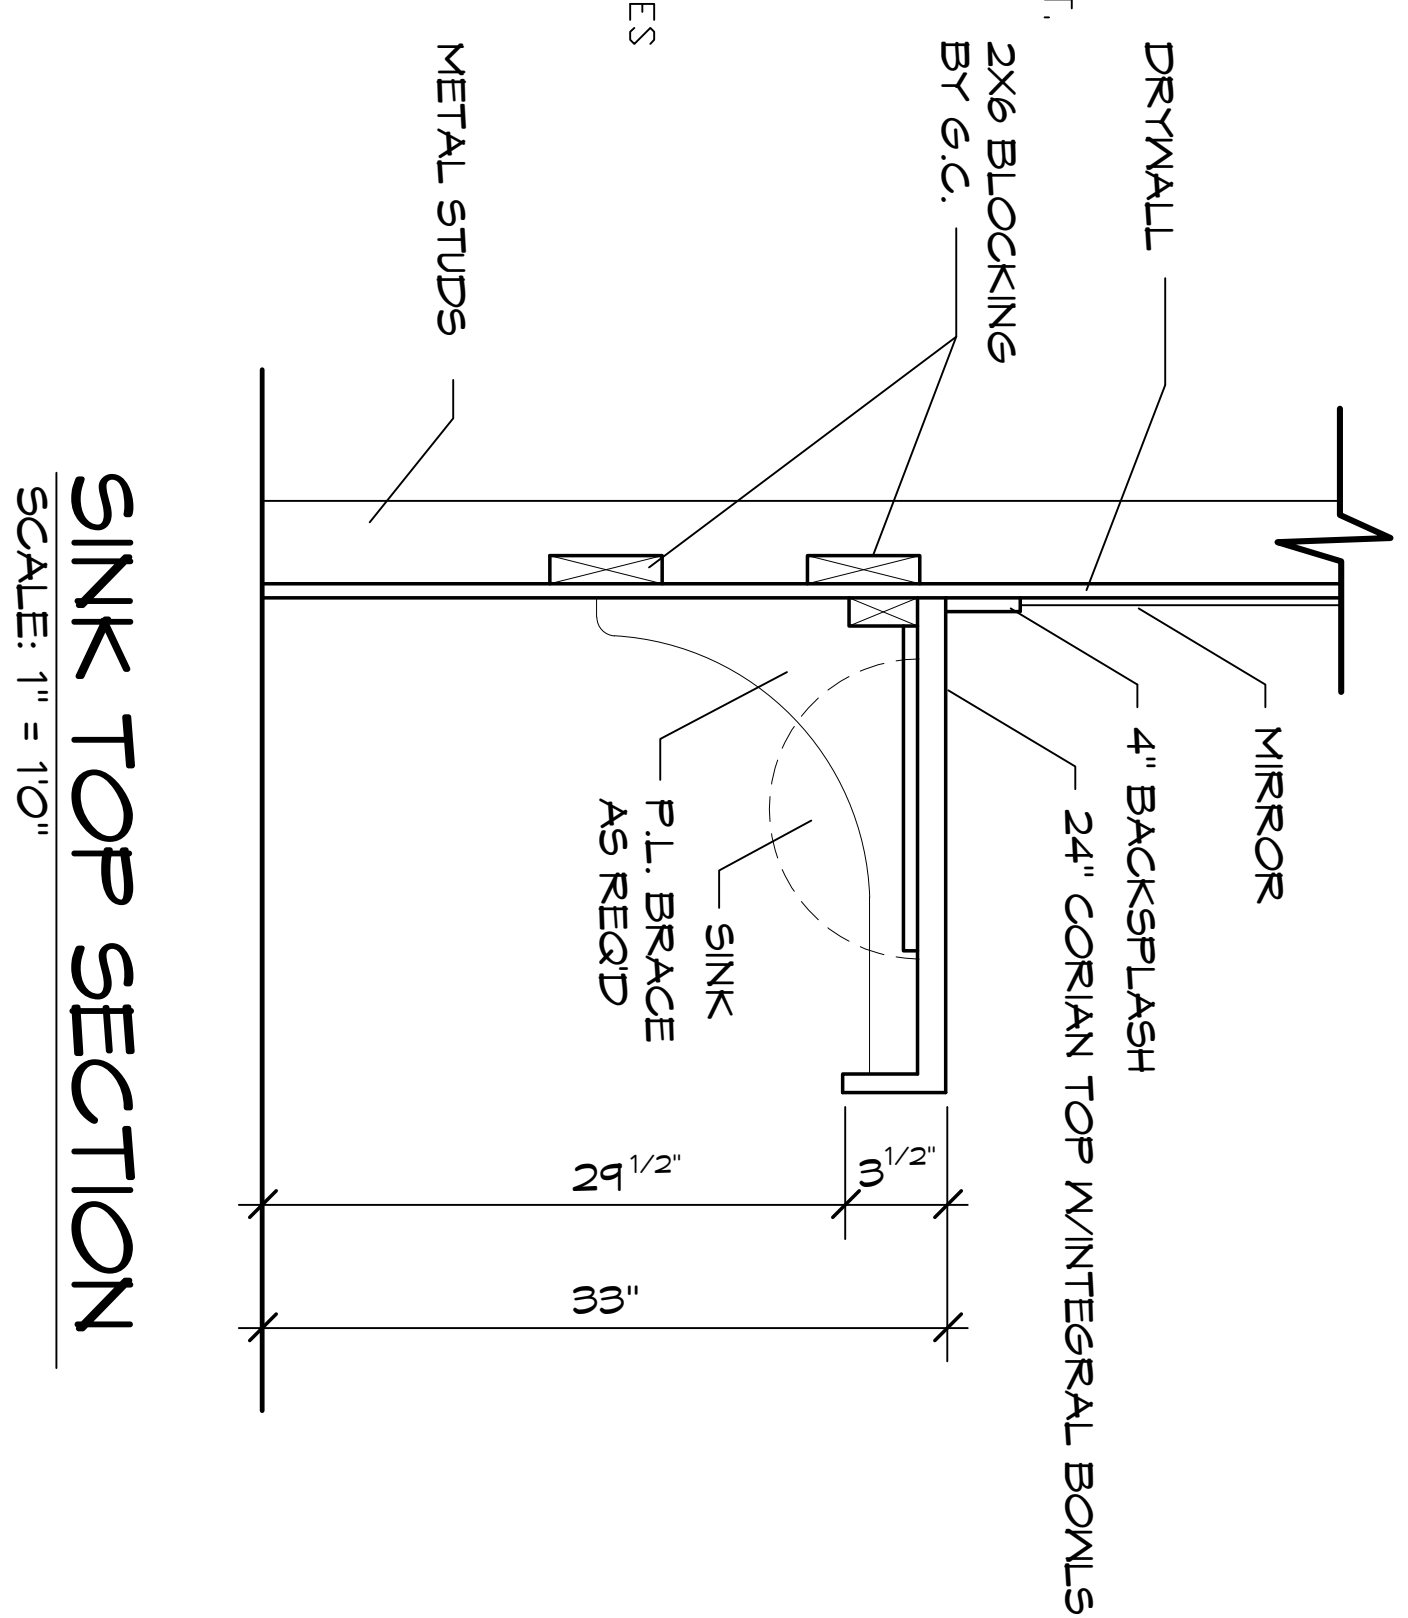 T.
ES
DRYWALL
2X6 BLOCKING
BY G.C.
METAL STUDS
MIRROR
4" BACKSPLASH
24" CORIAN TOP W/INTEGRAL BOWLS
SINK
P.L. BRACE
AS REQ'D
3 1/2"
29 1/2"
33"
SINK TOP SECTION
SCALE: 1" = 1'0"